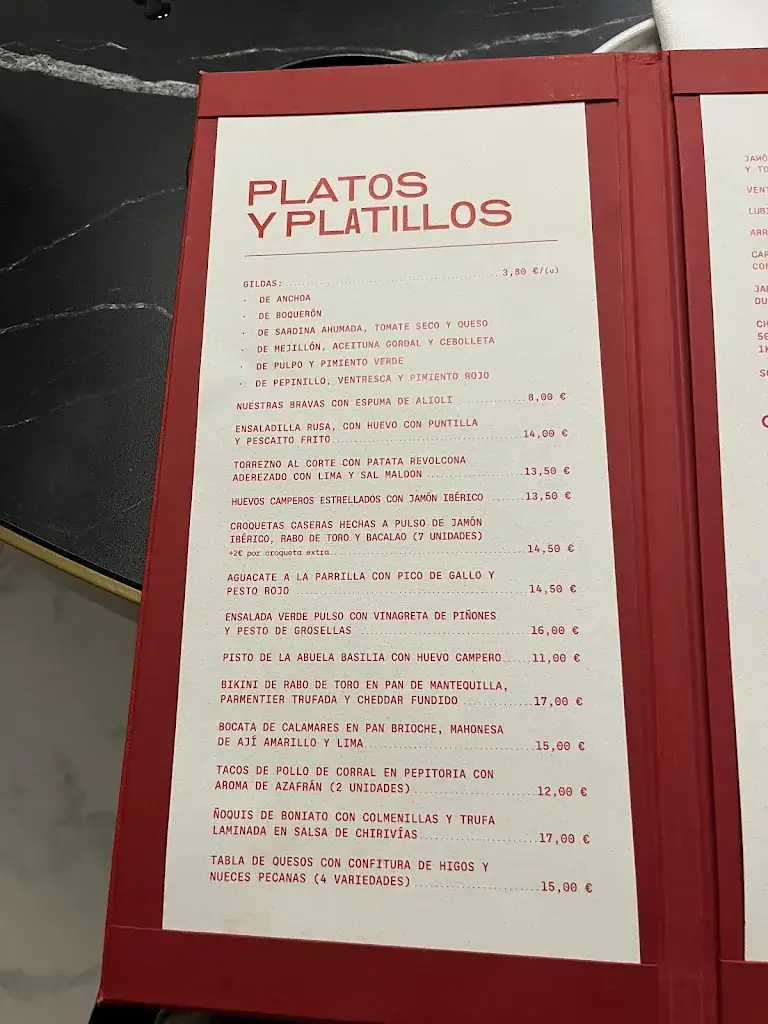 PLATOS
Y PLATILLOS
GILDAS: 3,80 €/(u)
· DE ANCHOA
· DE BOQUERÓN
· DE SARDINA AHUMADA, TOMATE SECO Y QUESO
· DE MEJILLÓN, ACEITUNA GORDAL Y CEBOLLETA
· DE PULPO Y PIMIENTO VERDE
· DE PEPINILLO, VENTRESCA Y PIMIENTO ROJO
NUESTRAS BRAVAS CON ESPUMA DE ALIOLI 8,00 €
ENSALADILLA RUSA, CON HUEVO CON PUNTILLA
Y PESCAITO FRITO 14,00 €
TORREZNO AL CORTE CON PATATA REVOLCONA
ADEREZADO CON LIMA Y SAL MALDON 13,50 €
HUEVOS CAMPEROS ESTRELLADOS CON JAMÓN IBÉRICO 13,50 €
CROQUETAS CASERAS HECHAS A PULSO DE JAMÓN
IBÉRICO, RABO DE TORO Y BACALAO (7 UNIDADES)
+2€ por croqueta extra 14,50 €
AGUACATE A LA PARRILLA CON PICO DE GALLO Y
PESTO ROJO 14,50 €
ENSALADA VERDE PULSO CON VINAGRETA DE PIÑONES
Y PESTO DE GROSELLAS 16,00 €
PISTO DE LA ABUELA BASILIA CON HUEVO CAMPERO 11,00 €
BIKINI DE RABO DE TORO EN PAN DE MANTEQUILLA,
PARMENTIER TRUFADA Y CHEDDAR FUNDIDO 17,00 €
BOCATA DE CALAMARES EN PAN BRIOCHE, MAHONESA
DE AJÍ AMARILLO Y LIMA 15,00 €
TACOS DE POLLO DE CORRAL EN PEPITORIA CON
AROMA DE AZAFRÁN (2 UNIDADES) 12,00 €
ÑOQUIS DE BONIATO CON COLMENILLAS Y TRUFA
LAMINADA EN SALSA DE CHIRIVÍAS 17,00 €
TABLA DE QUESOS CON CONFITURA DE HIGOS Y
NUECES PECANAS (4 VARIEDADES) 15,00 €